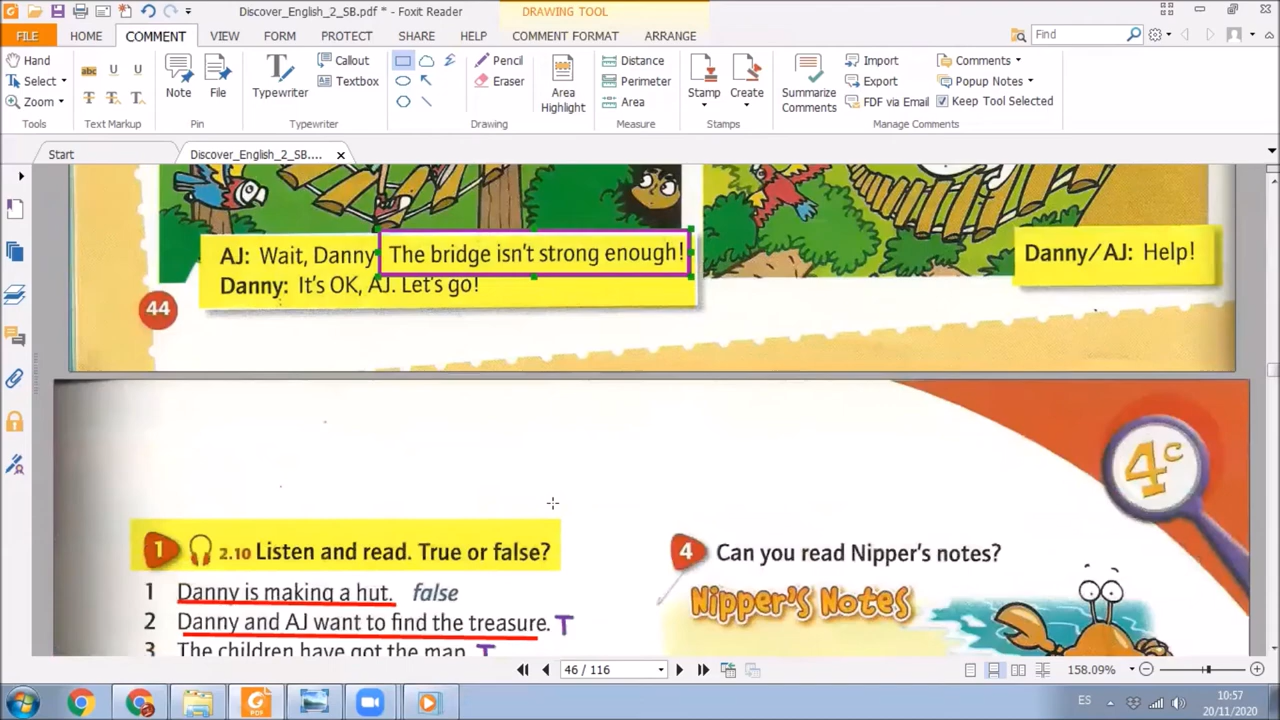 Discover_English_2_SB.pdf * - Foxit Reader
DRAWING TOOL
FILE
HOME
COMMENT
VIEW
FORM
PROTECT
SHARE
HELP
COMMENT FORMAT
ARRANGE
Find
Hand
Select
Zoom
Tools
abc
U
U
T
T
T
Text Markup
Note
File
Pin
Typewriter
Callout
Textbox
Typewriter
Pencil
Eraser
Drawing
Area
Highlight
Distance
Perimeter
Area
Measure
Stamp
Create
Stamps
Summarize
Comments
Import
Export
FDF via Email
Comments
Popup Notes
Keep Tool Selected
Manage Comments
Start
Discover_English_2_SB....
AJ: Wait, Danny The bridge isn't strong enough!
Danny: It's OK, AJ. Let's go!
Danny/AJ: Help!
44
4c
1 2.10 Listen and read. True or false?
1 Danny is making a hut. false
2 Danny and AJ want to find the treasure. T
3 The children have got the map. T
4 Can you read Nipper's notes?
Nipper's Notes
46 / 116
158.09%
PDF
ES
10:57
20/11/2020